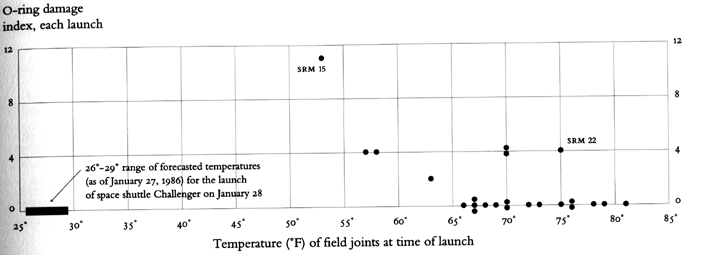 O-ring damage
index, each launch
12
12
SRM 15
8
8
SRM 22
4
4
26°–29° range of forecasted temperatures
(as of January 27, 1986) for the launch
of space shuttle Challenger on January 28
0
0
25° 30° 35° 40° 45° 50° 55° 60° 65° 70° 75° 80° 85°
Temperature (°F) of field joints at time of launch